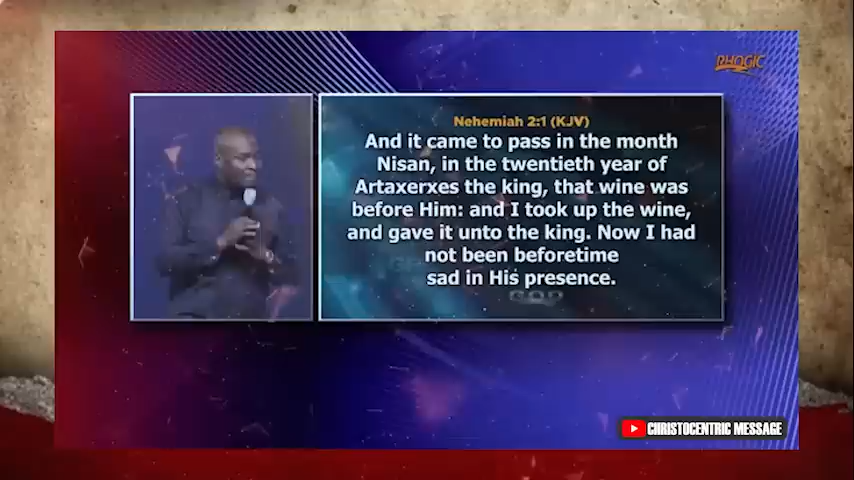 RHOGIC
Nehemiah 2:1 (KJV)
And it came to pass in the month
Nisan, in the twentieth year of
Artaxerxes the king, that wine was
before Him: and I took up the wine,
and gave it unto the king. Now I had
not been beforetime
sad in His presence.
GOD
CHRISTOCENTRIC MESSAGE